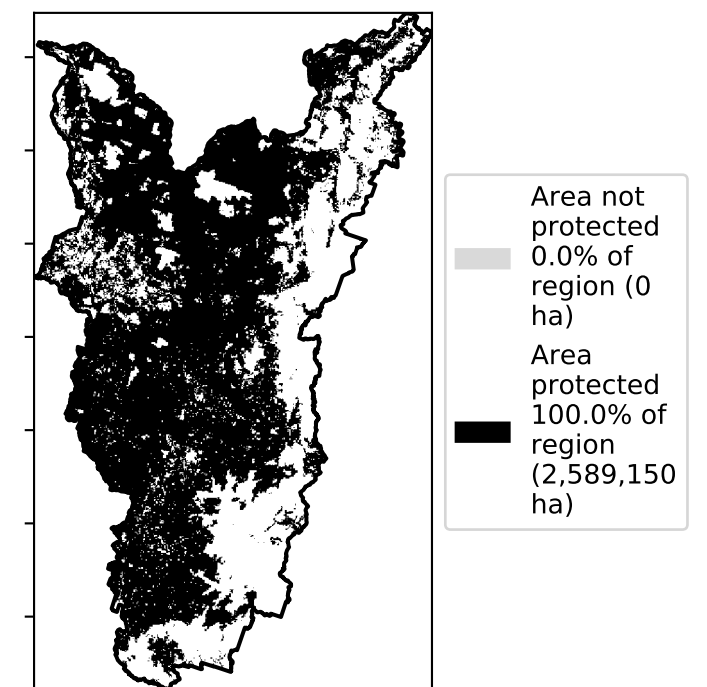 Area not
protected
0.0% of
region (0
ha)
Area
protected
100.0% of
region
(2,589,150
ha)